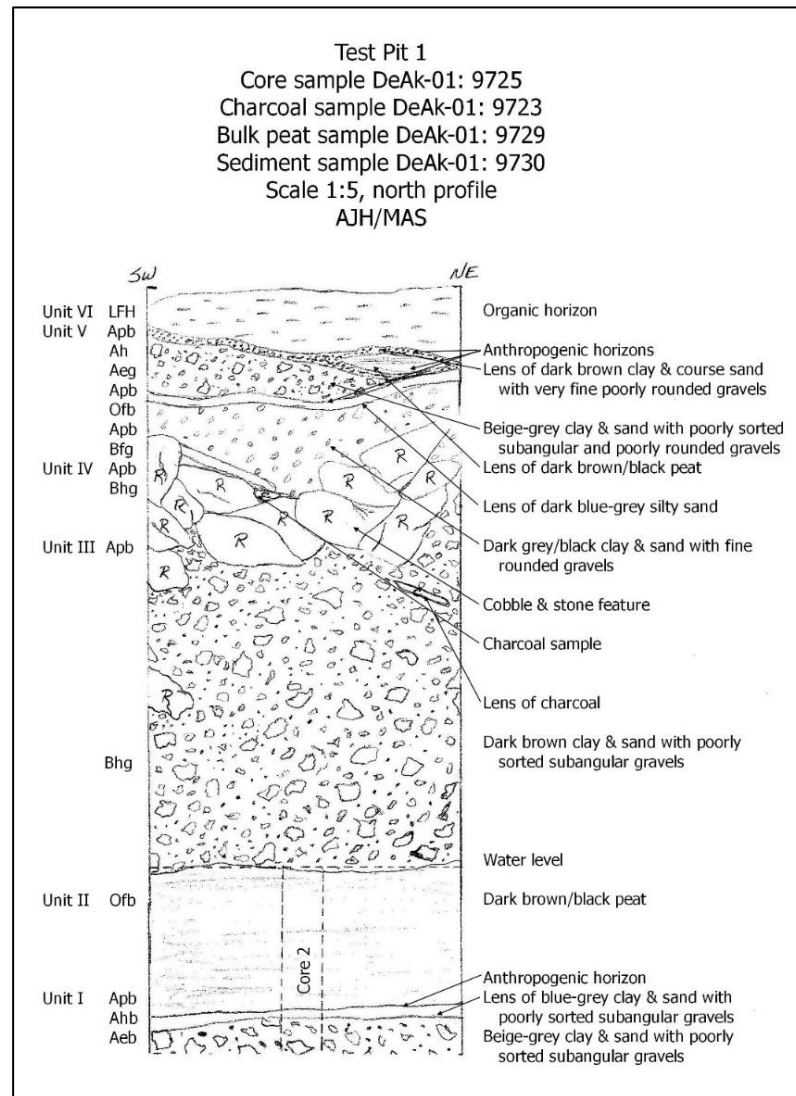 Test Pit 1
Core sample DeAk-01: 9725
Charcoal sample DeAk-01: 9723
Bulk peat sample DeAk-01: 9729
Sediment sample DeAk-01: 9730
Scale 1:5, north profile
AJH/MAS
SW
NE
Unit VI LFH
Organic horizon
Unit V Apb
Ah
Anthropogenic horizons
Aeg
Lens of dark brown clay & course sand
with very fine poorly rounded gravels
Apb
Ofb
Apb
Beige-grey clay & sand with poorly sorted
subangular and poorly rounded gravels
Bfg
Unit IV Apb
Lens of dark brown/black peat
Bhg
Lens of dark blue-grey silty sand
R
R
R
R
R
R
R
R
R
R
Unit III Apb
Dark grey/black clay & sand with fine
rounded gravels
Cobble & stone feature
Charcoal sample
R
Lens of charcoal
Dark brown clay & sand with poorly
sorted subangular gravels
Bhg
Water level
Unit II Ofb
Dark brown/black peat
Core 2
Anthropogenic horizon
Unit I Apb
Lens of blue-grey clay & sand with
poorly sorted subangular gravels
Ahb
Aeb
Beige-grey clay & sand with poorly
sorted subangular gravels